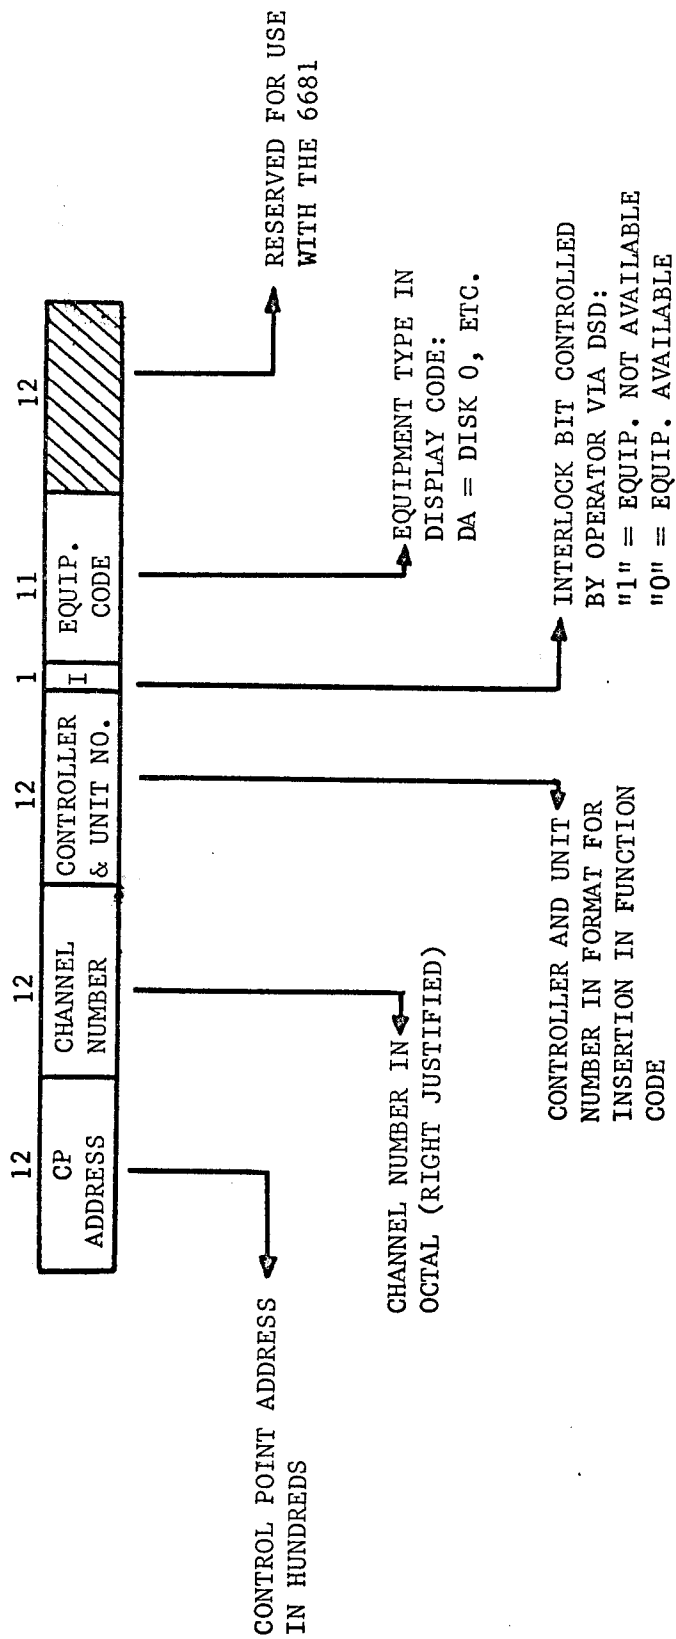 12
12
12
1
11
12
CP
ADDRESS
CHANNEL
NUMBER
CONTROLLER
& UNIT NO.
I
EQUIP.
CODE
CONTROL POINT ADDRESS
IN HUNDREDS
CHANNEL NUMBER IN
OCTAL (RIGHT JUSTIFIED)
CONTROLLER AND UNIT
NUMBER IN FORMAT FOR
INSERTION IN FUNCTION
CODE
INTERLOCK BIT CONTROLLED
BY OPERATOR VIA DSD:
"1" = EQUIP. NOT AVAILABLE
"0" = EQUIP. AVAILABLE
EQUIPMENT TYPE IN
DISPLAY CODE:
DA = DISK 0, ETC.
RESERVED FOR USE
WITH THE 6681